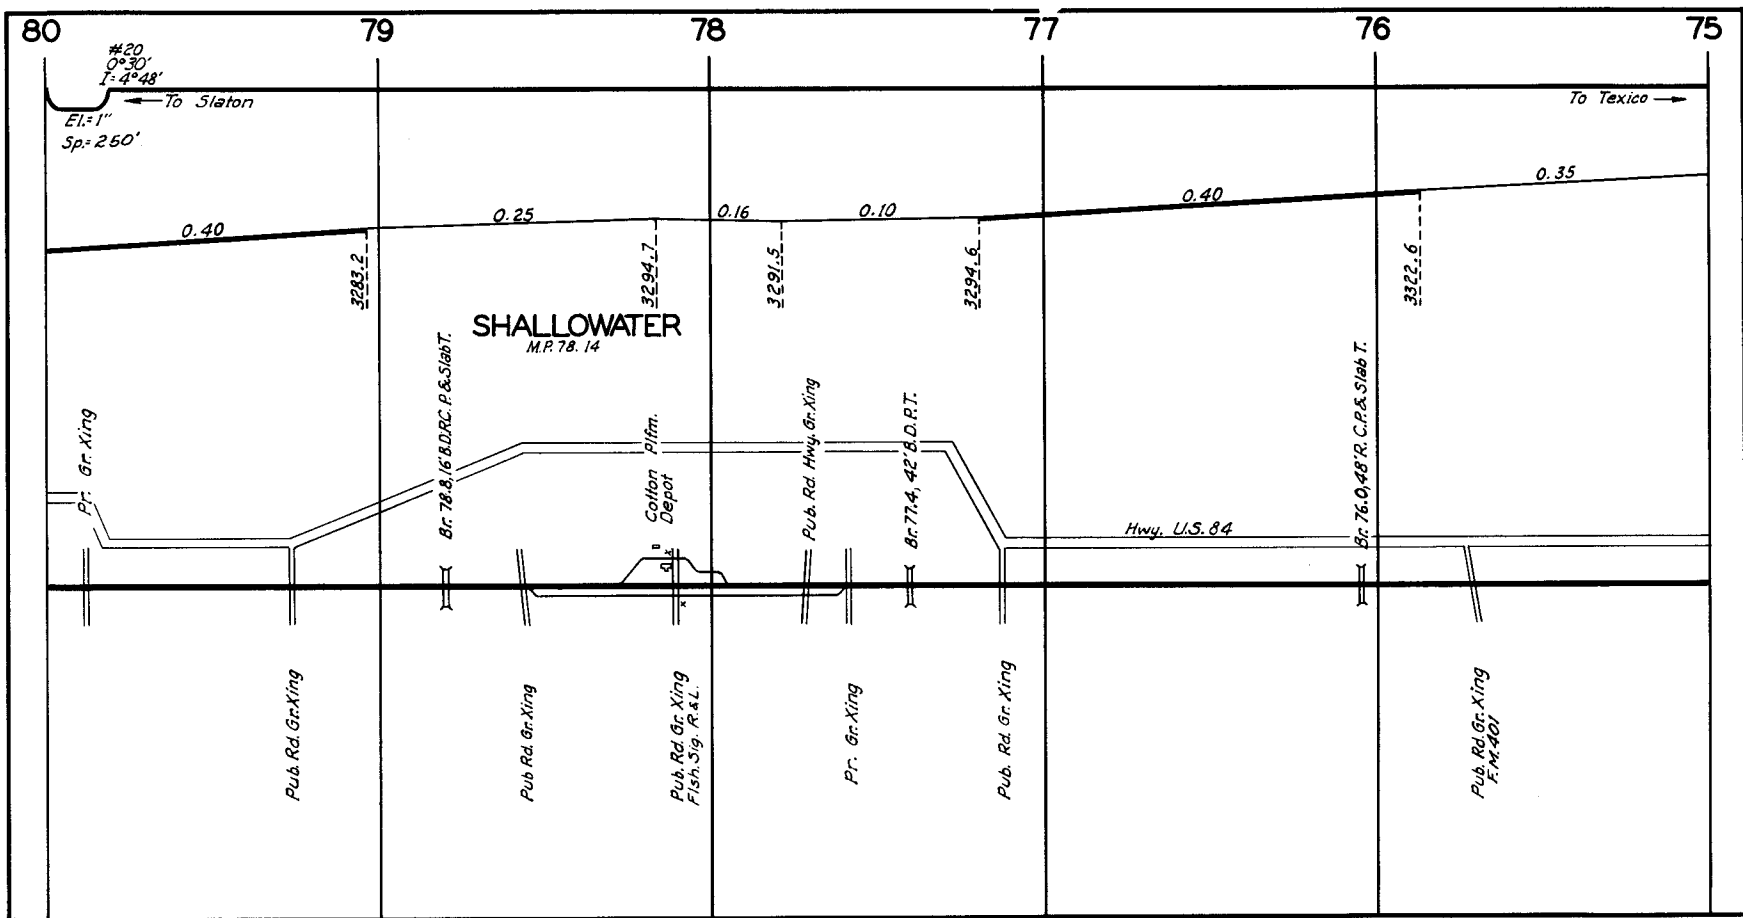 80 79 78 77 76 75
#20
0°30'
I=4°48'
To Slaton
To Texico
El.=1"
Sp.=250'
0.40
0.25
0.16
0.10
0.40
0.35
3283.2
3294.7
3291.5
3294.6
3322.6
SHALLOWATER
M.P. 78.14
Pr. Gr. Xing
Br. 78.8, 16' B.D.R.C.P. & Slab T.
Cotton Plfm.
Depot
Pub. Rd. Hwy. Gr. Xing
Br. 77.4, 42' B.D.P.T.
Hwy. U.S. 84
Br. 76.0, 48' R.C.P. & Slab T.
Pub. Rd. Gr. Xing
Pub Rd. Gr. Xing
Pub. Rd. Gr. Xing
Flsh. Sig. R. & L.
Pr. Gr. Xing
Pub. Rd. Gr. Xing
Pub. Rd. Gr. Xing
F.M. 401